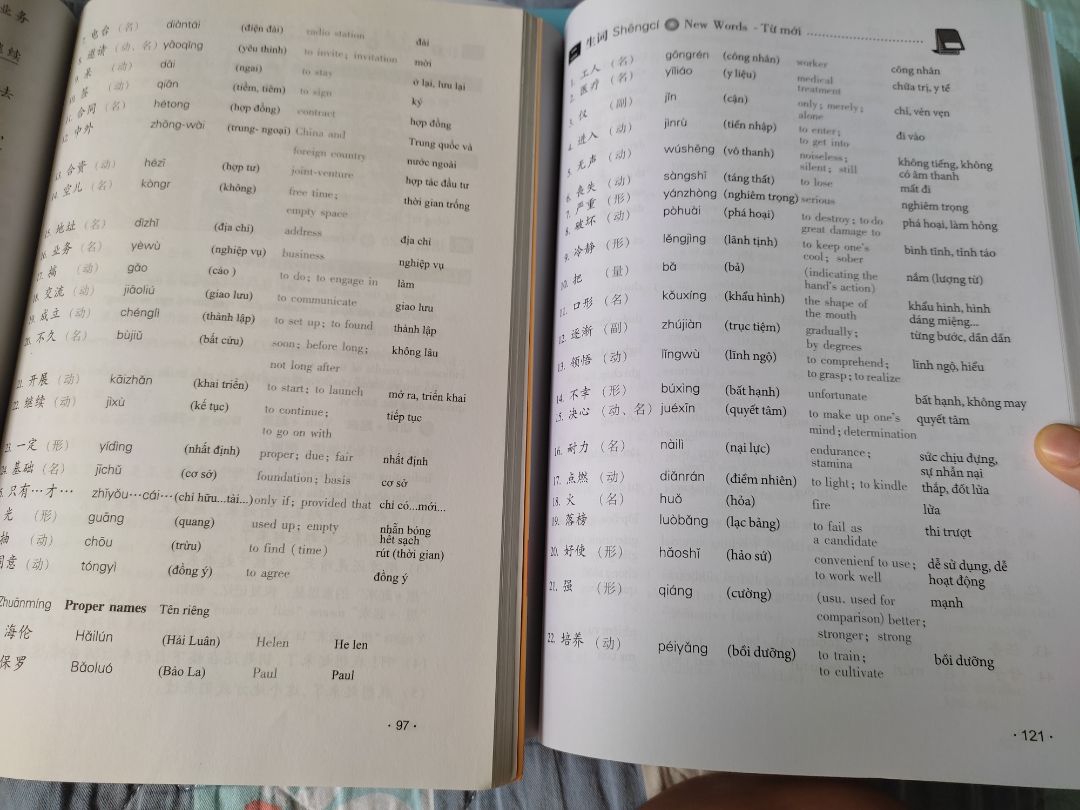 业务
继续
去
7. 电台（名） diàntái (điện đài) radio station đài
8. 邀请（动、名）yāoqǐng (yêu thỉnh) to invite; invitation mời
9. 呆 （动） dāi (ngai) to stay ở lại, lưu lại
10. 签 （动） qiān (tiềm, tiêm) to sign ký
11. 合同（名） hétong (hợp đồng) contract hợp đồng
12. 中外 zhōng-wài (trung- ngoại) China and Trung quốc và
foreign country nước ngoài
13. 合资（动） hézī (hợp tư) joint-venture hợp tác đầu tư
14. 空儿（名） kòngr (không) free time; thời gian trống
empty space
15. 地址（名） dìzhǐ (địa chỉ) address địa chỉ
16. 业务（名） yèwù (nghiệp vụ) business nghiệp vụ
17. 搞 （动） gǎo (cáo ) to do; to engage in làm
18. 交流（动） jiāoliú (giao lưu) to communicate giao lưu
19. 成立（动） chénglì (thành lập) to set up; to found thành lập
20. 不久（名） bùjiǔ (bất cửu) soon; before long; không lâu
not long after
21. 开展（动） kāizhǎn (khai triển) to start; to launch mở ra, triển khai
22. 继续（动） jìxù (kế tục) to continue; tiếp tục
to go on with
23. 一定（形） yídìng (nhất định) proper; due; fair nhất định
24. 基础（名） jīchǔ (cơ sở) foundation; basis cơ sở
只有…才… zhǐyǒu…cái… (chỉ hữu...tài...) only if; provided that chỉ có...mới...
光 （形） guāng (quang) used up; empty nhẵn bóng
hết sạch
抽 （动） chōu (trừu) to find (time) rút (thời gian)
同意（动） tóngyì (đồng ý) to agree đồng ý
Zhuānmíng Proper names Tên riêng
海伦 Hǎilún (Hải Luân) Helen He len
保罗 Bǎoluó (Bảo La) Paul Paul
· 97 ·
生词 Shēngcí New Words - Từ mới
1. 工人（名） gōngrén (công nhân) worker công nhân
2. 医疗（名） yīliáo (y liệu) medical chữa trị, y tế
treatment
3. 仅 （副） jǐn (cận) only; merely; chỉ, vẻn vẹn
alone
4. 进入（动） jìnrù (tiến nhập) to enter; đi vào
to get into
5. 无声（动） wúshēng (vô thanh) noiseless; không tiếng, không
silent; still có âm thanh
6. 丧失（动） sàngshī (táng thất) to lose mất đi
7. 严重（形） yánzhòng (nghiêm trọng) serious nghiêm trọng
8. 破坏（动） pòhuài (phá hoại) to destroy; to do phá hoại, làm hỏng
great damage to
9. 冷静（形） lěngjìng (lãnh tịnh) to keep one's bình tĩnh, tỉnh táo
cool; sober
10. 把 （量） bǎ (bả) (indicating the nắm (lượng từ)
hand's action)
11. 口形（名） kǒuxíng (khẩu hình) the shape of khẩu hình, hình
the mouth dáng miệng...
12. 逐渐（副） zhújiàn (trục tiệm) gradually; từng bước, dần dần
by degrees
13. 领悟（动） lǐngwù (lĩnh ngộ) to comprehend; lĩnh ngộ, hiểu
to grasp; to realize
14. 不幸（形） búxìng (bất hạnh) unfortunate bất hạnh, không may
15. 决心（动、名）juéxīn (quyết tâm) to make up one's quyết tâm
mind; determination
16. 耐力（名） nàilì (nại lực) endurance; sức chịu đựng,
stamina sự nhẫn nại
17. 点燃（动） diǎnrán (điểm nhiên) to light; to kindle thắp, đốt lửa
18. 火 （名） huǒ (hỏa) fire lửa
19. 落榜 luòbǎng (lạc bảng) to fail as thi trượt
a candidate
20. 好使（形） hǎoshǐ (hảo sứ) convenienf to use; dễ sử dụng, dễ
to work well hoạt động
21. 强 （形） qiáng (cường) (usu. used for mạnh
comparison) better;
stronger; strong
22. 培养（动） péiyǎng (bồi dưỡng) to train; bồi dưỡng
to cultivate
· 121 ·